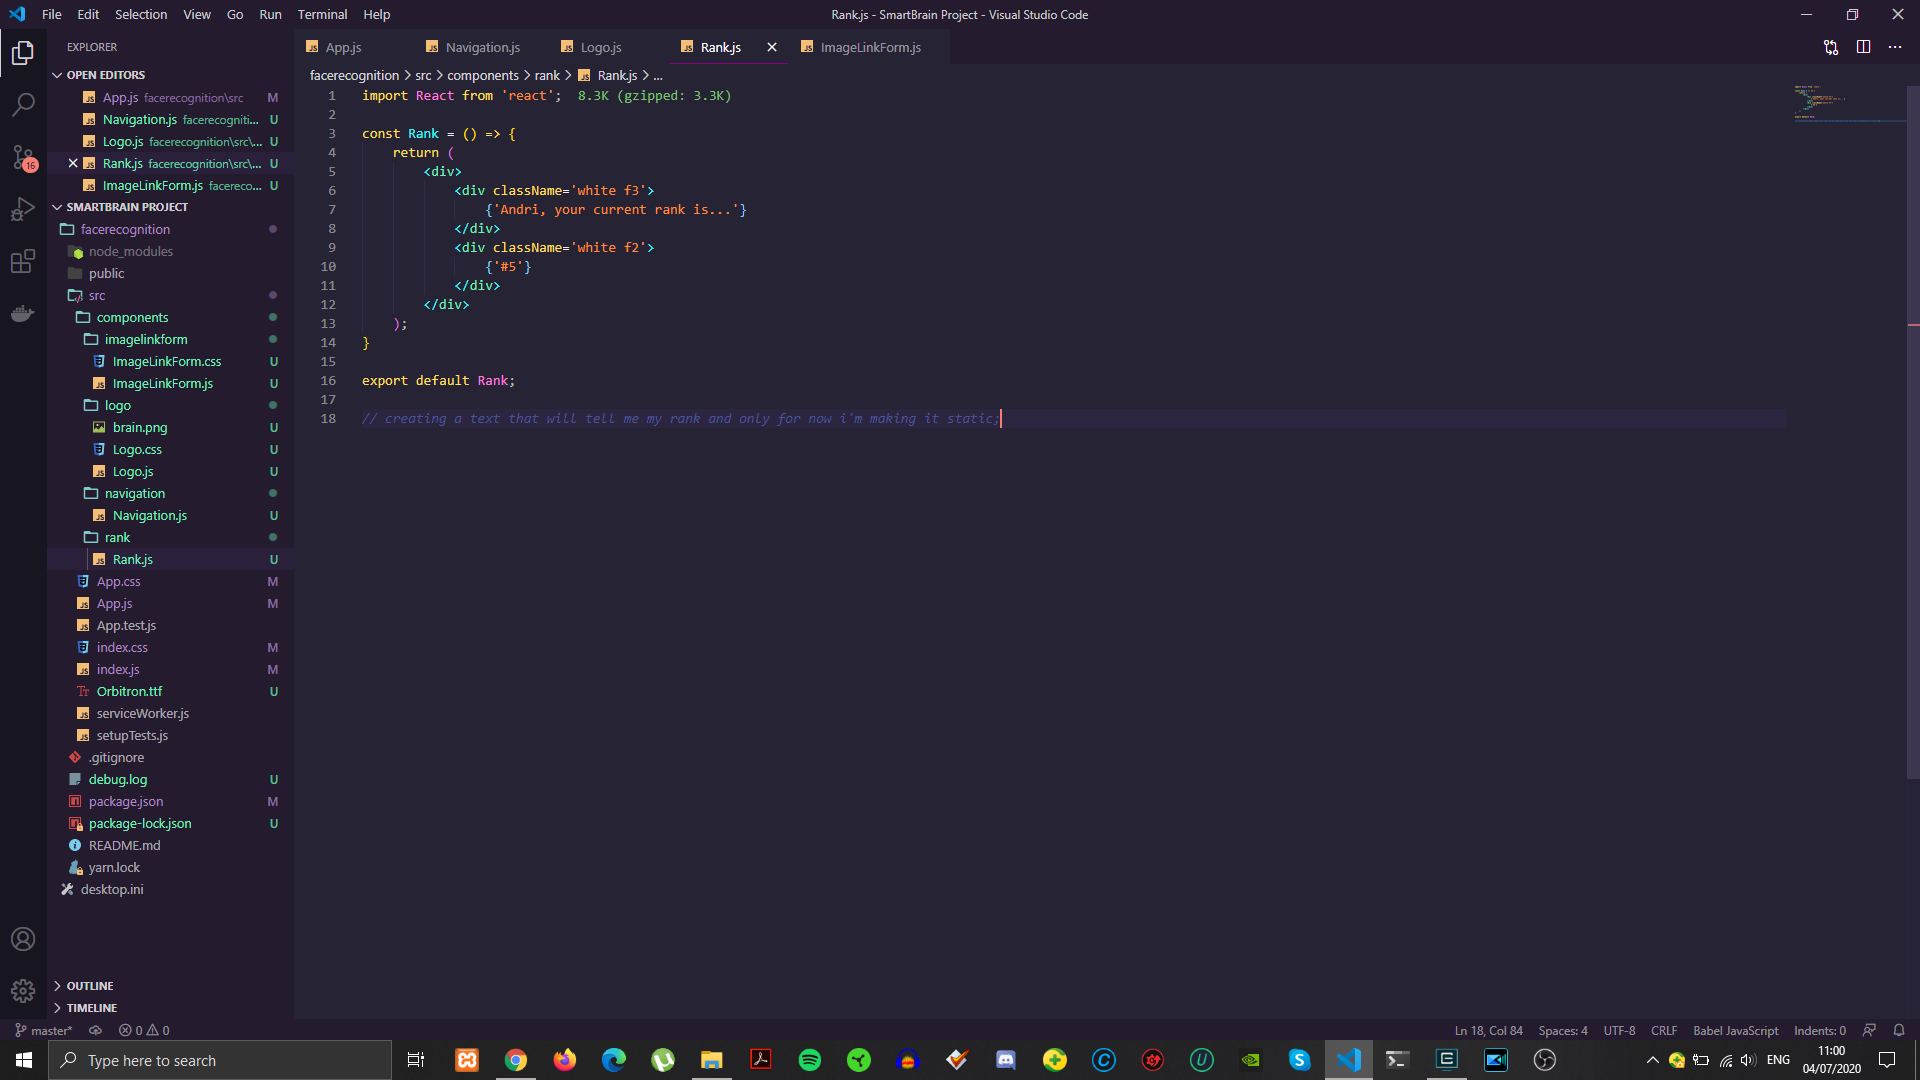 File Edit Selection View Go Run Terminal Help
Rank.js - SmartBrain Project - Visual Studio Code
EXPLORER
OPEN EDITORS
App.js facerecognition\src M
Navigation.js facerecogniti... U
Logo.js facerecognition\src\... U
Rank.js facerecognition\src\... U
ImageLinkForm.js facereco... U
16
SMARTBRAIN PROJECT
facerecognition
node_modules
public
src
components
imagelinkform
ImageLinkForm.css U
ImageLinkForm.js U
logo
brain.png U
Logo.css U
Logo.js U
navigation
Navigation.js U
rank
Rank.js U
App.css M
App.js M
App.test.js
index.css M
index.js M
Orbitron.ttf U
serviceWorker.js
setupTests.js
.gitignore
debug.log U
package.json M
package-lock.json U
README.md
yarn.lock
desktop.ini
OUTLINE
TIMELINE
App.js Navigation.js Logo.js Rank.js ImageLinkForm.js
facerecognition > src > components > rank > Rank.js > ...
1 import React from 'react'; 8.3K (gzipped: 3.3K)
2
3 const Rank = () => {
4 return (
5 <div>
6 <div className='white f3'>
7 {'Andri, your current rank is...'}
8 </div>
9 <div className='white f2'>
10 {'#5'}
11 </div>
12 </div>
13 );
14 }
15
16 export default Rank;
17
18 // creating a text that will tell me my rank and only for now i'm making it static;
master* 0 0
Ln 18, Col 84 Spaces: 4 UTF-8 CRLF Babel JavaScript Indents: 0
Type here to search
ENG
11:00
04/07/2020